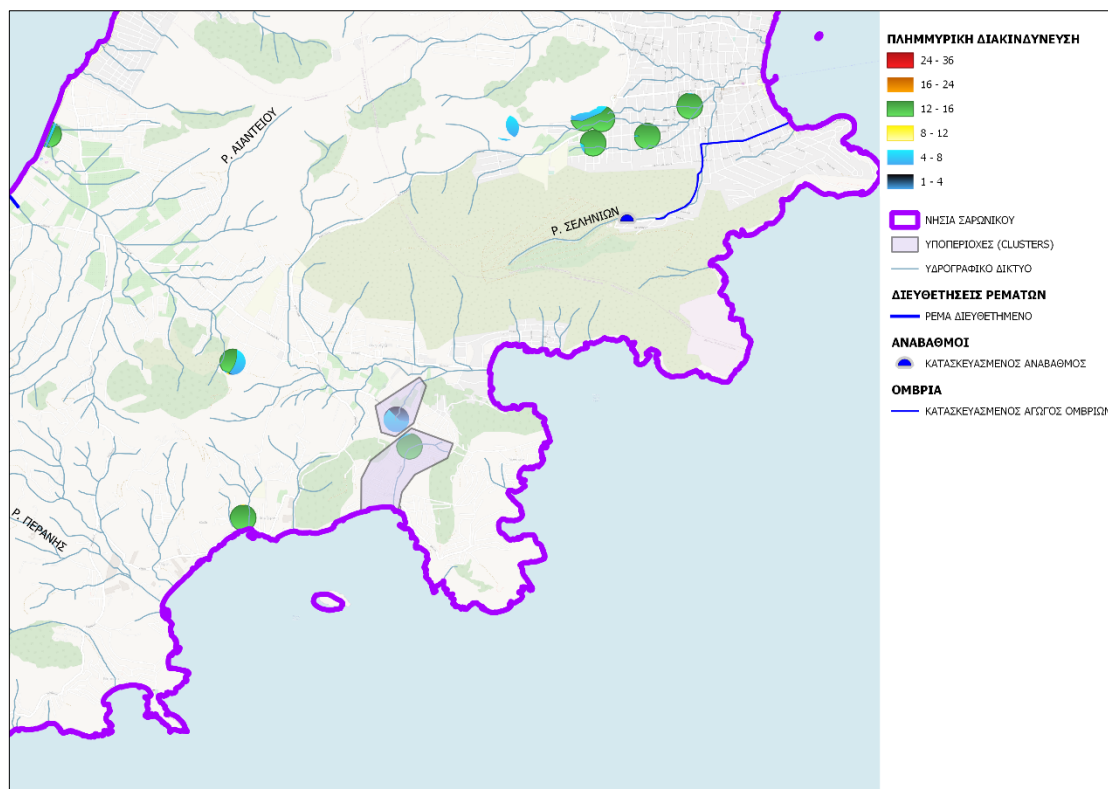 Ρ. ΑΙΑΝΤΕΙΟΥ
Ρ. ΣΕΛΗΝΙΩΝ
Ρ. ΠΕΡΑΝΗΣ
ΠΛΗΜΜΥΡΙΚΗ ΔΙΑΚΙΝΔΥΝΕΥΣΗ
24 - 36
16 - 24
12 - 16
8 - 12
4 - 8
1 - 4
ΝΗΣΙΑ ΣΑΡΩΝΙΚΟΥ
ΥΠΟΠΕΡΙΟΧΕΣ (CLUSTERS)
ΥΔΡΟΓΡΑΦΙΚΟ ΔΙΚΤΥΟ
ΔΙΕΥΘΕΤΗΣΕΙΣ ΡΕΜΑΤΩΝ
ΡΕΜΑ ΔΙΕΥΘΕΤΗΜΕΝΟ
ΑΝΑΒΑΘΜΟΙ
ΚΑΤΑΣΚΕΥΑΣΜΕΝΟΣ ΑΝΑΒΑΘΜΟΣ
ΟΜΒΡΙΑ
ΚΑΤΑΣΚΕΥΑΣΜΕΝΟΣ ΑΓΩΓΟΣ ΟΜΒΡΙΩΝ